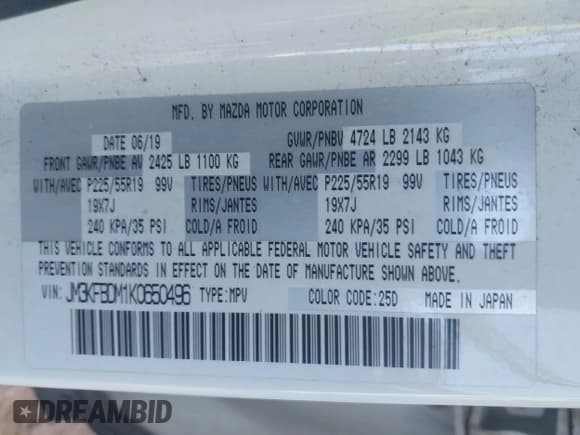 MFD. BY MAZDA MOTOR CORPORATION
DATE 06/19 GVWR/PNBV 4724 LB 2143 KG
FRONT GAWR/PNBE AV 2425 LB 1100 KG REAR GAWR/PNBE AR 2299 LB 1043 KG
WITH/AVEC P225/55R19 99V TIRES/PNEUS WITH/AVEC P225/55R19 99V TIRES/PNEUS
19X7J RIMS/JANTES 19X7J RIMS/JANTES
240 KPA/35 PSI COLD/A FROID 240 KPA/35 PSI COLD/A FROID
THIS VEHICLE CONFORMS TO ALL APPLICABLE FEDERAL MOTOR VEHICLE SAFETY AND THEFT
PREVENTION STANDARDS IN EFFECT ON THE DATE OF MANUFACTURE SHOWN ABOVE.
VIN: JM3KFBDM1K0650496 TYPE:MPV COLOR CODE:25D MADE IN JAPAN
DREAMBID